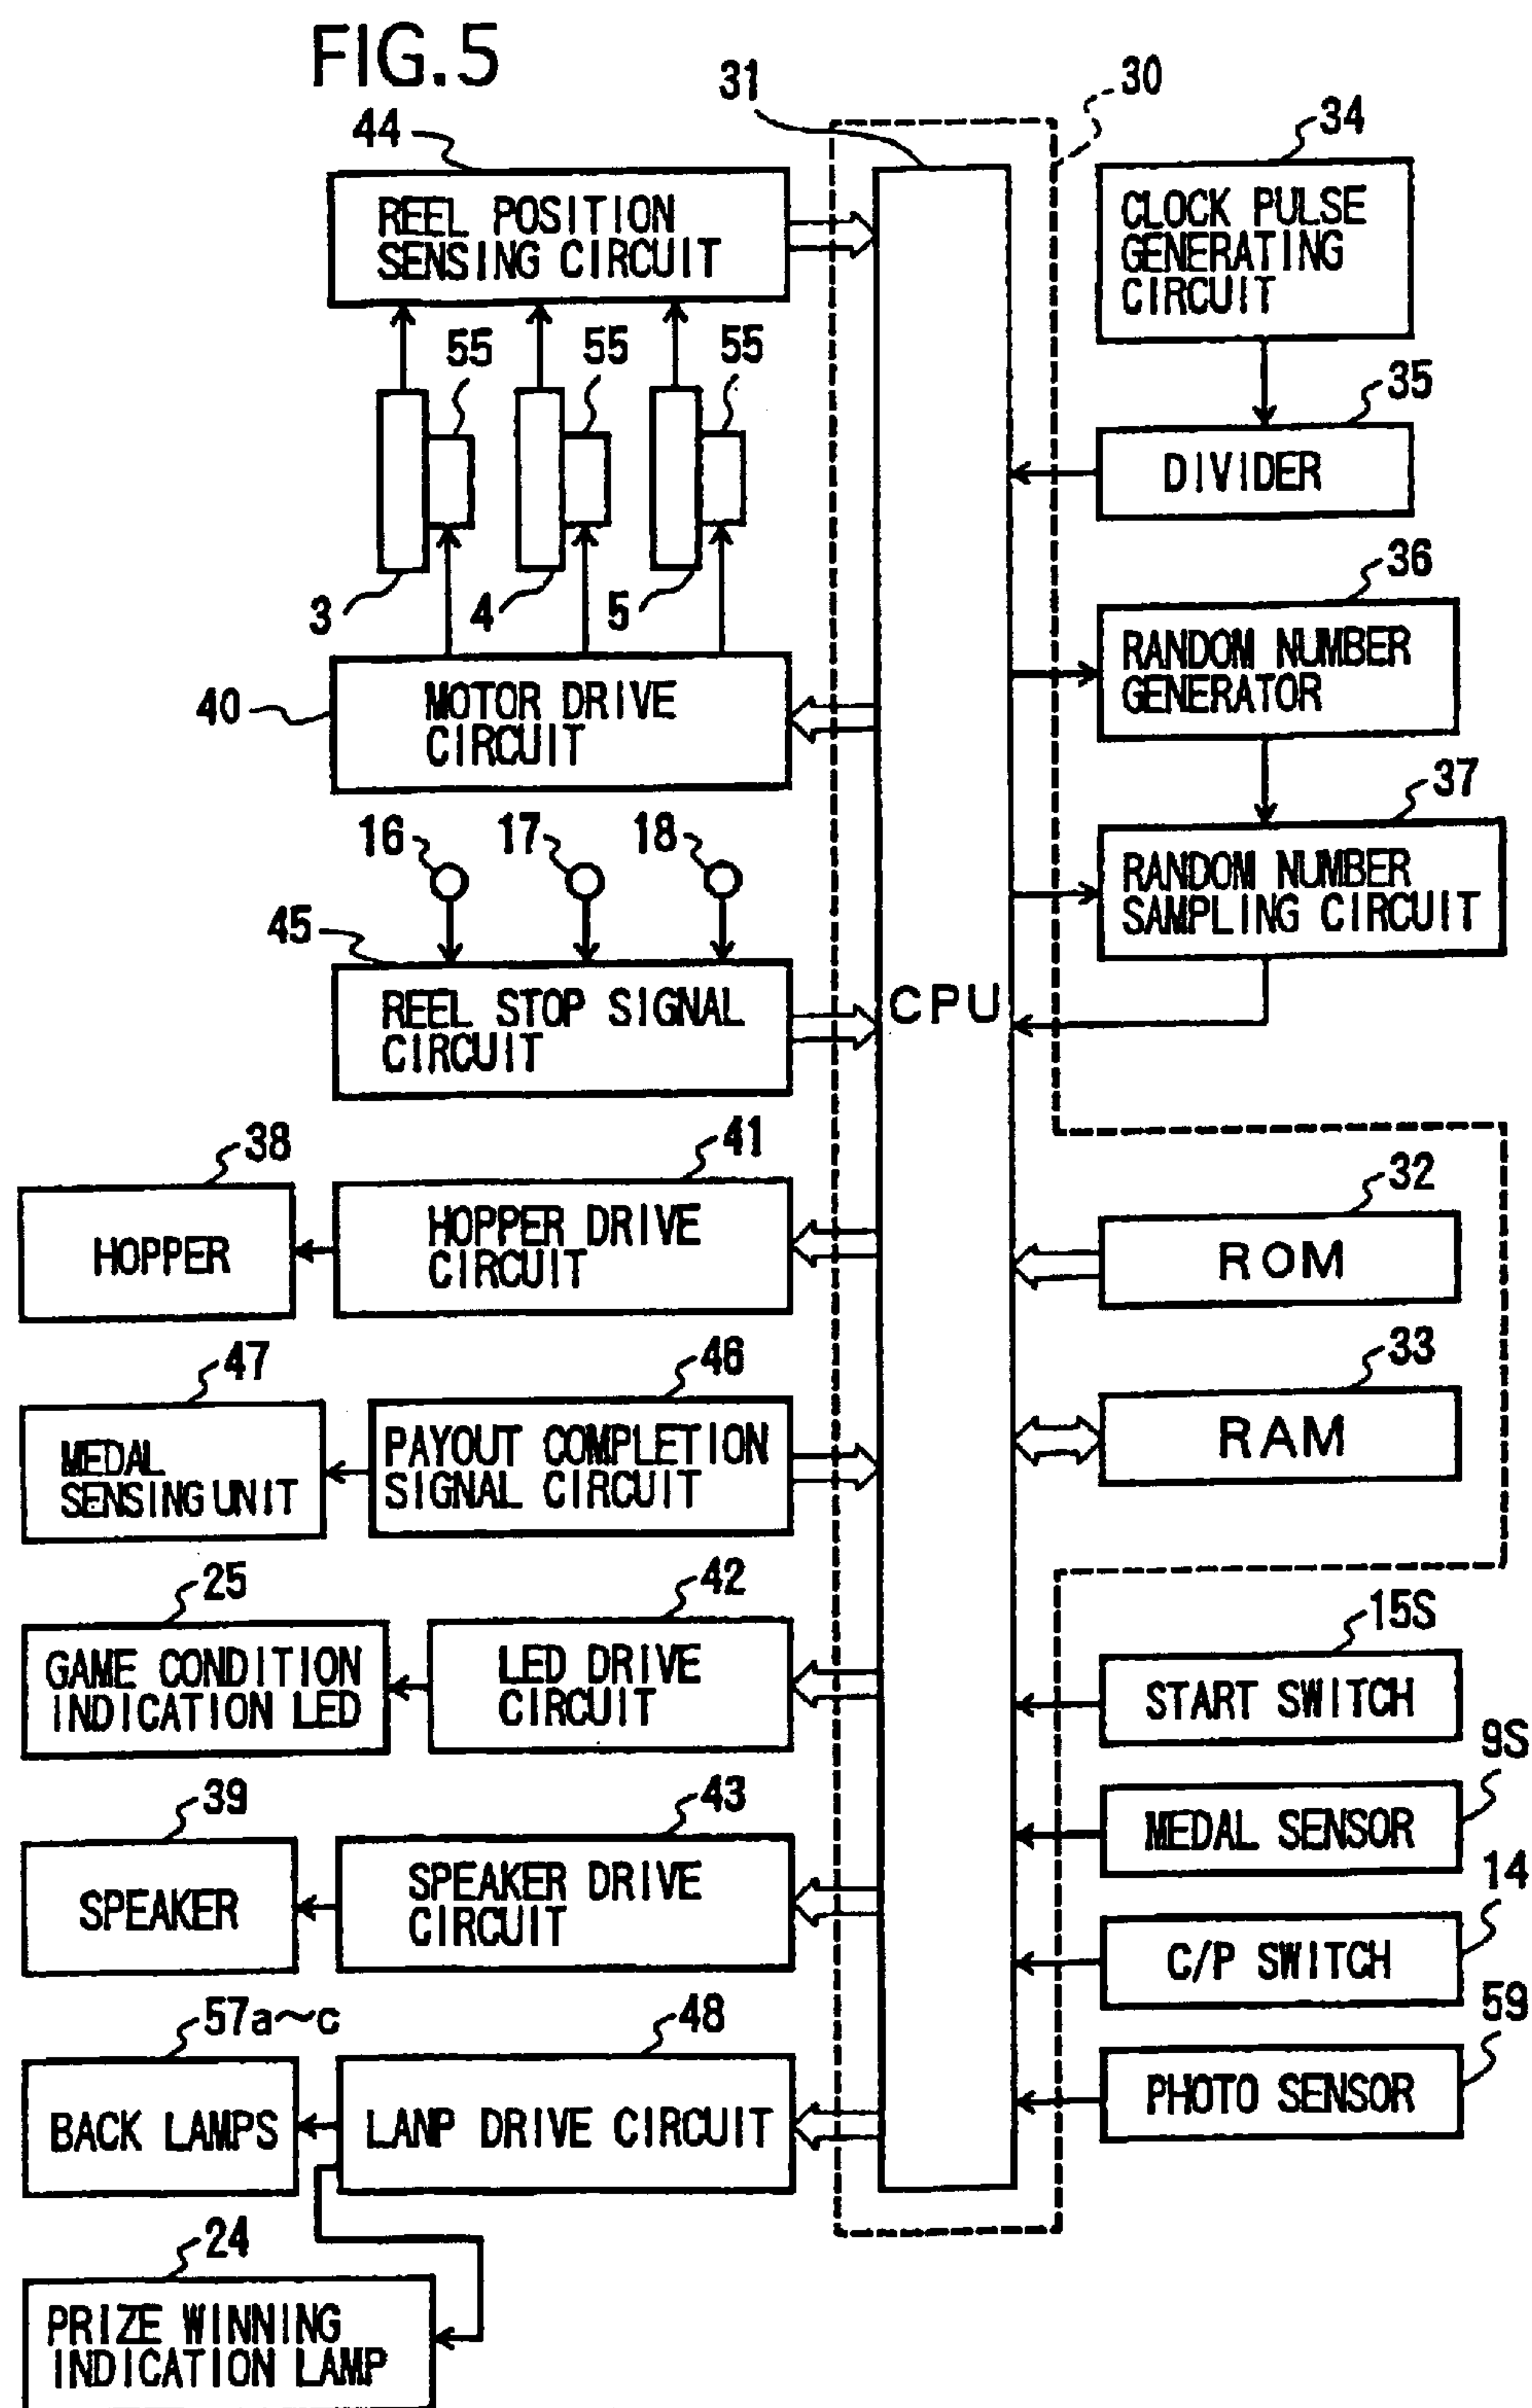 FIG.5
31
30
44
34
REEL POSITION
SENSING CIRCUIT
CLOCK PULSE
GENERATING
CIRCUIT
55
55
55
35
DIVIDER
3
4
5
36
RANDOM NUMBER
GENERATOR
40
MOTOR DRIVE
CIRCUIT
37
16
17
18
RANDOM NUMBER
SAMPLING CIRCUIT
45
REEL STOP SIGNAL
CIRCUIT
CPU
38
41
HOPPER
HOPPER DRIVE
CIRCUIT
32
ROM
47
46
MEDAL
SENSING UNIT
PAYOUT COMPLETION
SIGNAL CIRCUIT
33
RAM
25
42
GAME CONDITION
INDICATION LED
LED DRIVE
CIRCUIT
15S
START SWITCH
9S
MEDAL SENSOR
39
43
SPEAKER
SPEAKER DRIVE
CIRCUIT
14
C/P SWITCH
59
PHOTO SENSOR
57a~c
48
BACK LAMPS
LANP DRIVE CIRCUIT
24
PRIZE WINNING
INDICATION LAMP